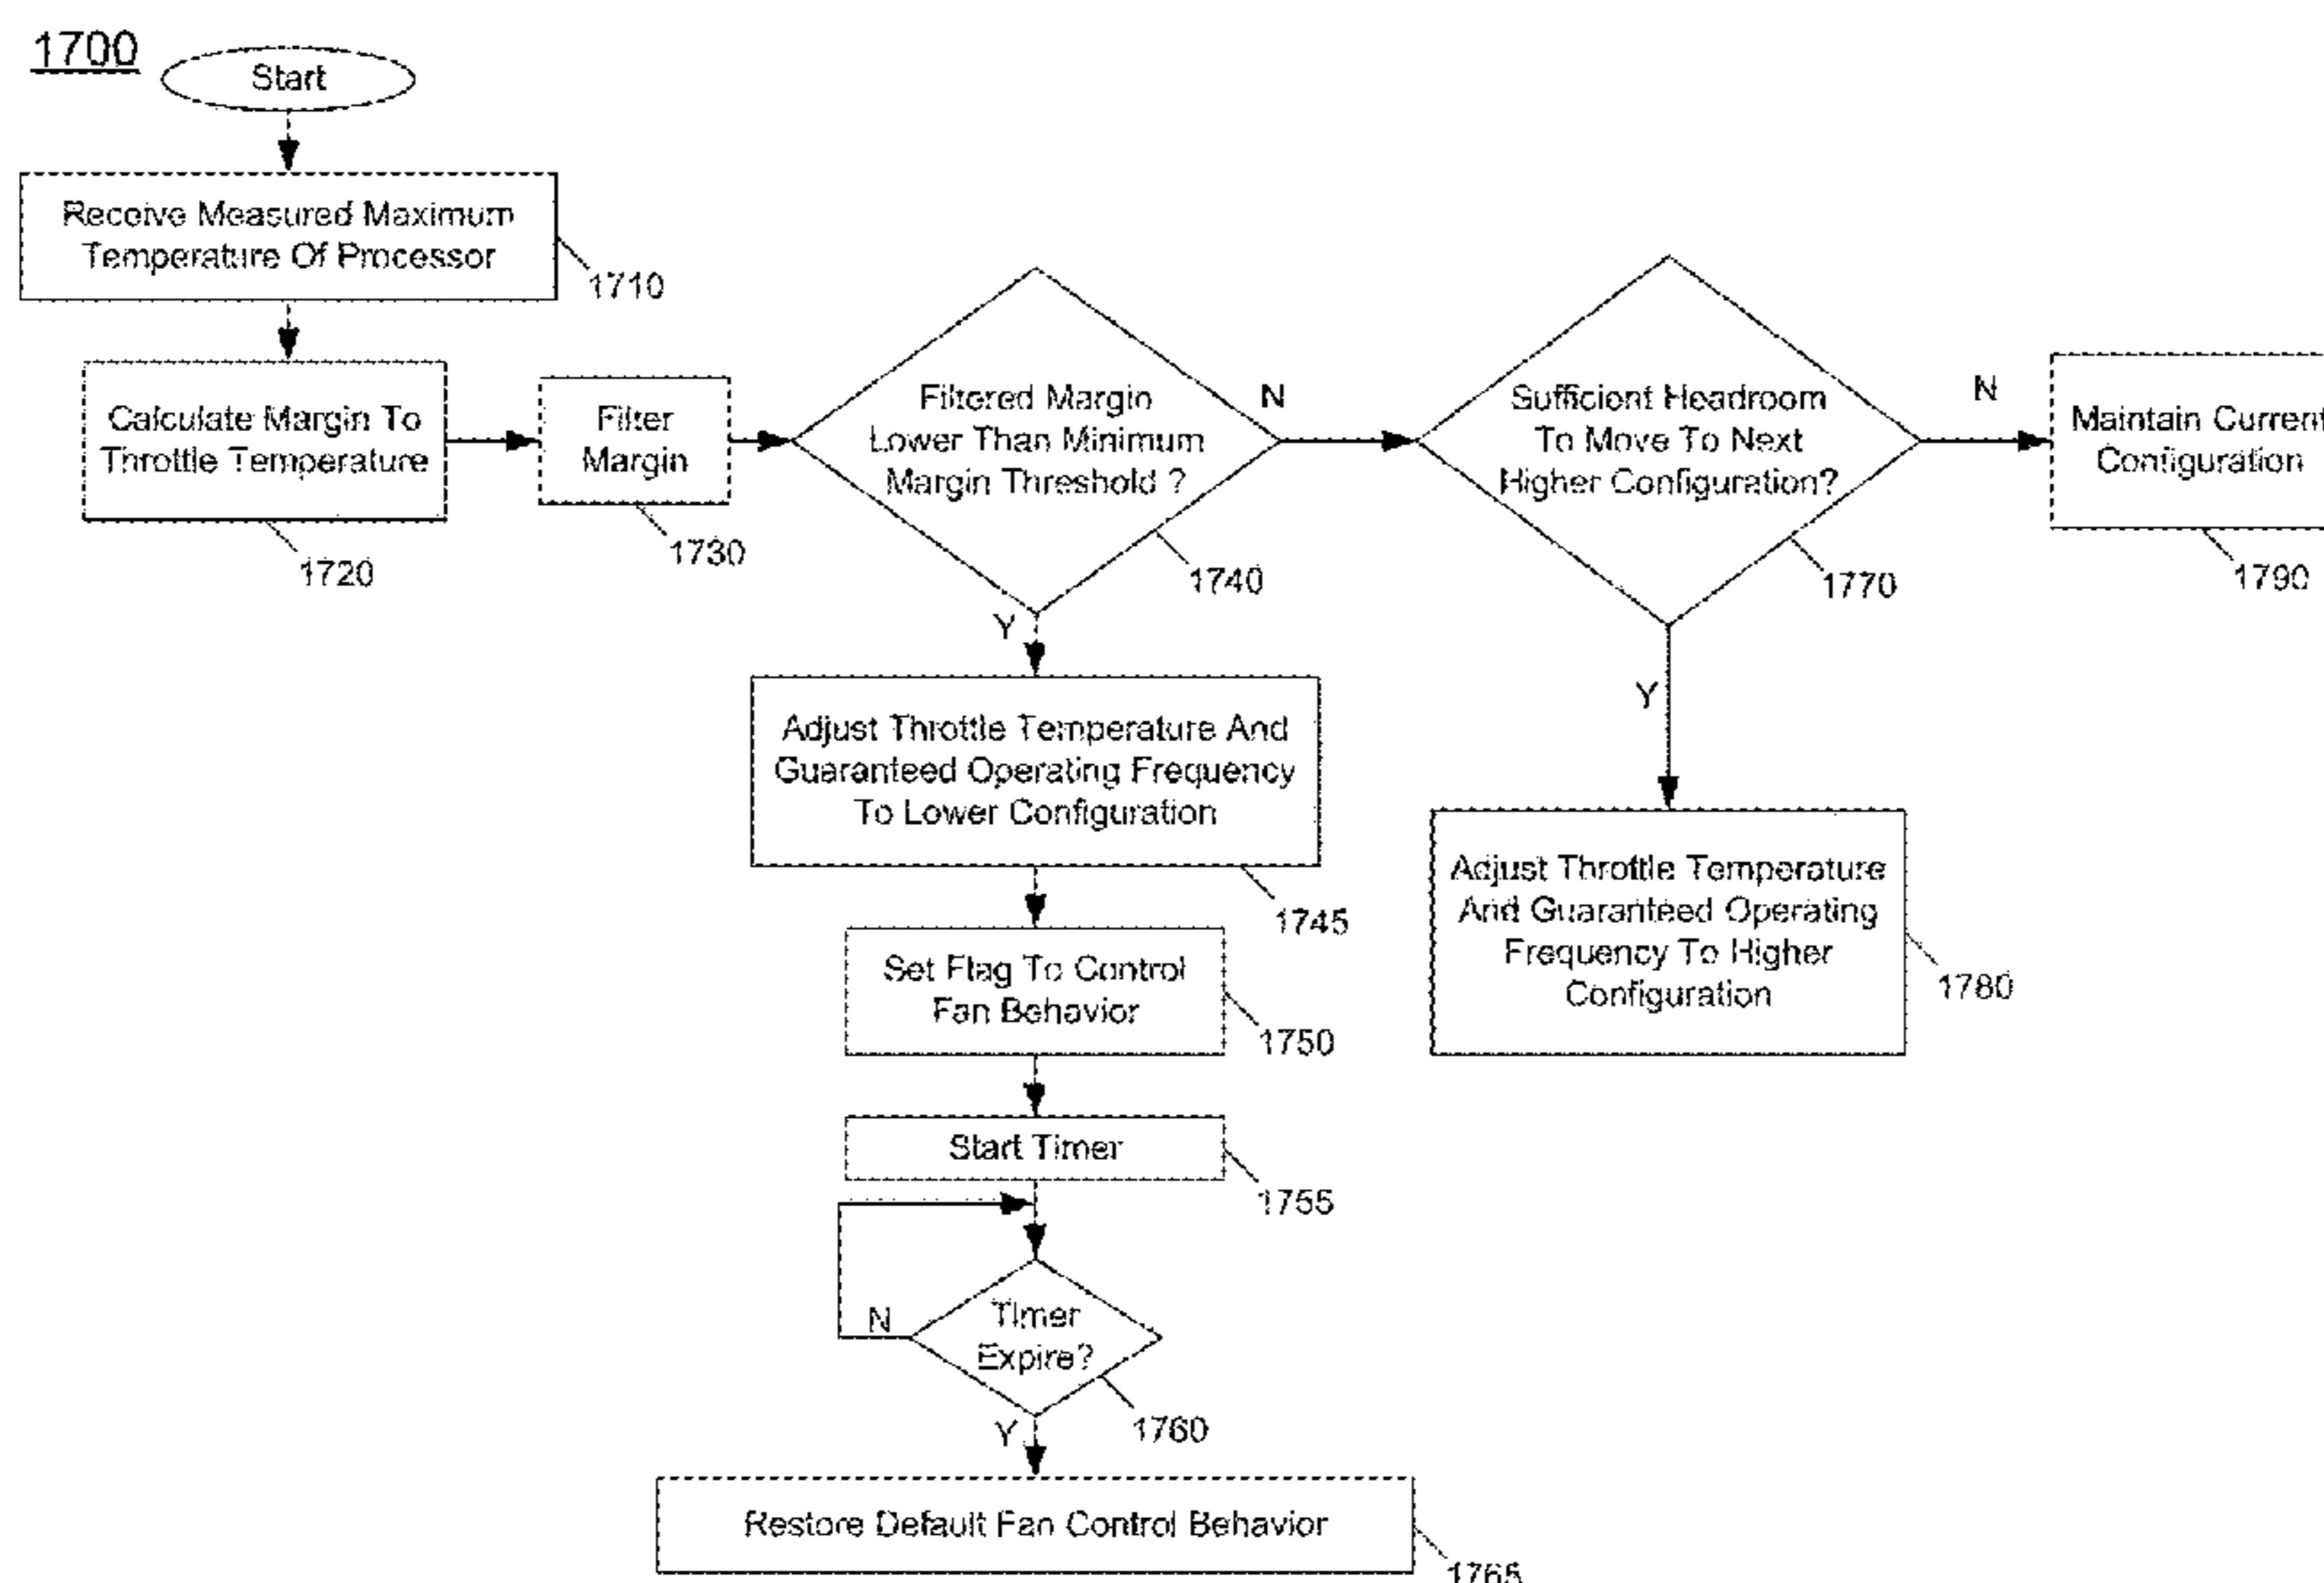 1700
Start
Receive Measured Maximum
Temperature Of Processor
1710
Calculate Margin To
Throttle Temperature
1720
Filter
Margin
1730
Filtered Margin
Lower Than Minimum
Margin Threshold ?
1740
N
Sufficient Headroom
To Move To Next
Higher Configuration?
1770
N
Maintain Current
Configuration
1790
Y
Adjust Throttle Temperature And
Guaranteed Operating Frequency
To Lower Configuration
1745
Y
Adjust Throttle Temperature
And Guaranteed Operating
Frequency To Higher
Configuration
1780
Set Flag To Control
Fan Behavior
1750
Start Timer
1755
N
Timer
Expire?
1760
Y
Restore Default Fan Control Behavior
1765